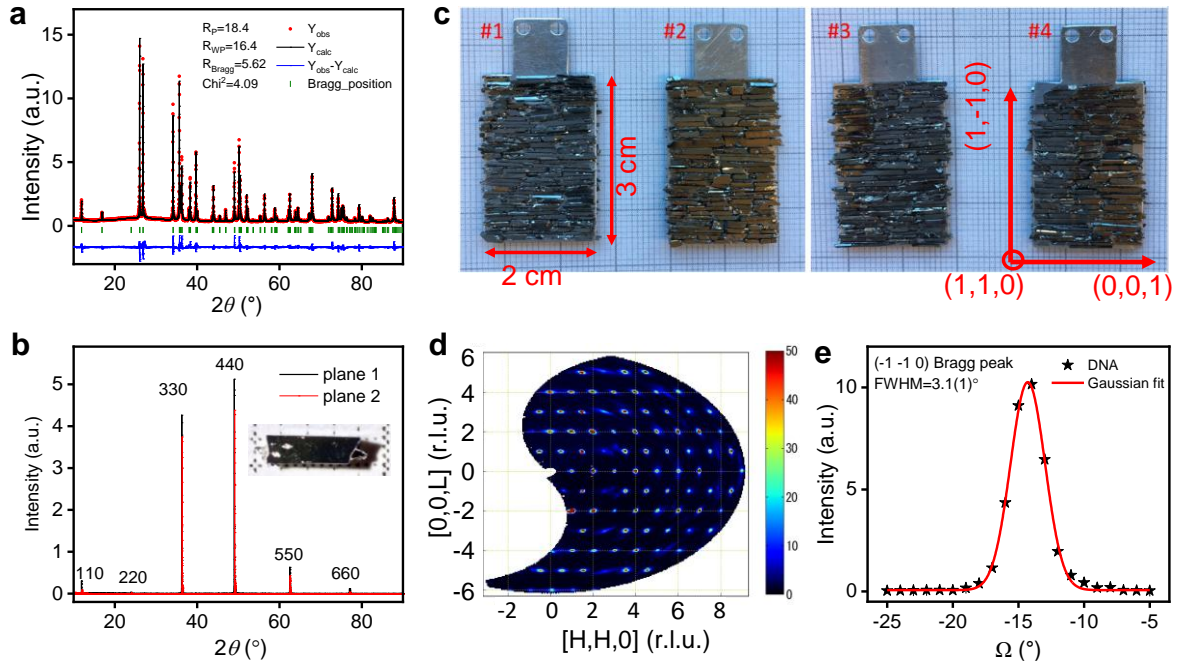 a
R_P=18.4
R_WP=16.4
R_Bragg=5.62
Chi^2=4.09
Y_obs
Y_calc
Y_obs-Y_calc
Bragg_position
15
10
5
0
Intensity (a.u.)
20 40 60 80
2θ (°)
c
#1
#2
#3
#4
3 cm
2 cm
(1,-1,0)
(1,1,0)
(0,0,1)
b
plane 1
plane 2
110
220
330
440
550
660
5
4
3
2
1
0
Intensity (a.u.)
20 40 60 80
2θ (°)
d
6
4
2
0
-2
-4
-6
[0,0,L] (r.l.u.)
-2 0 2 4 6 8
[H,H,0] (r.l.u.)
50
40
30
20
10
0
e
(-1 -1 0) Bragg peak
FWHM=3.1(1)°
DNA
Gaussian fit
10
5
0
Intensity (a.u.)
-25 -20 -15 -10 -5
Ω (°)